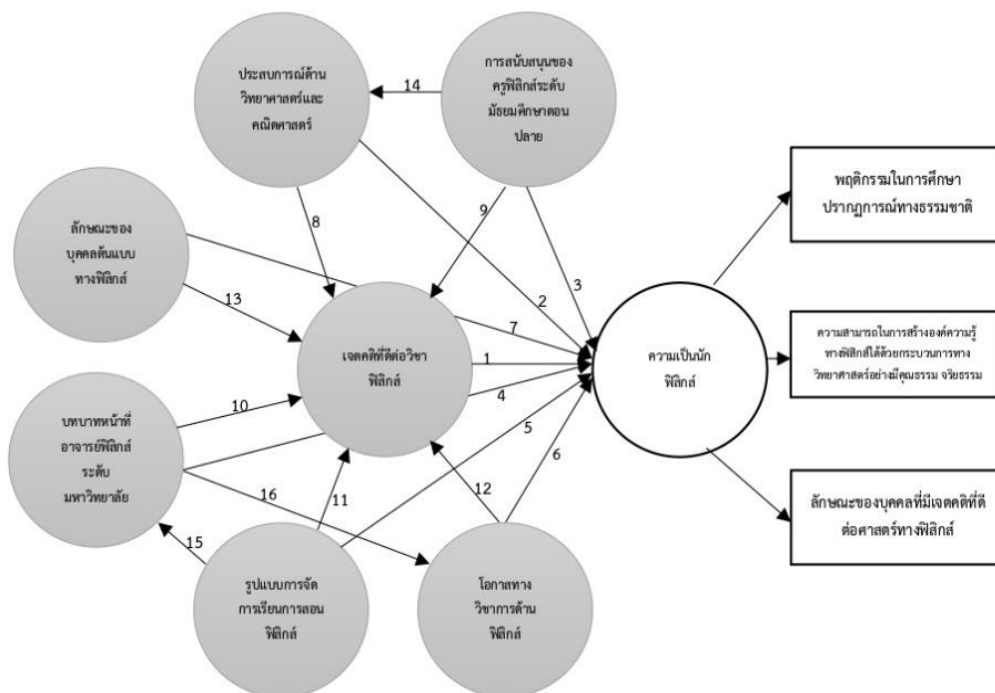 ประสบการณ์ด้าน
วิทยาศาสตร์และ
คณิตศาสตร์
14
การสนับสนุนของ
ครูฟิสิกส์ระดับ
มัธยมศึกษาตอน
ปลาย
พฤติกรรมในการศึกษา
ปรากฏการณ์ทางธรรมชาติ
ลักษณะของ
บุคคลต้นแบบ
ทางฟิสิกส์
8
9
13
2
3
7
เจตคติที่ดีต่อวิชา
ฟิสิกส์
1
4
5
6
ความเป็นนัก
ฟิสิกส์
ความสามารถในการสร้างองค์ความรู้
ทางฟิสิกส์ได้ด้วยกระบวนการทาง
วิทยาศาสตร์อย่างมีคุณธรรม จริยธรรม
บทบาทหน้าที่
อาจารย์ฟิสิกส์
ระดับ
มหาวิทยาลัย
10
16
11
12
15
ลักษณะของบุคคลที่มีเจตคติที่ดี
ต่อศาสตร์ทางฟิสิกส์
รูปแบบการจัด
การเรียนการสอน
ฟิสิกส์
โอกาสทาง
วิชาการด้าน
ฟิสิกส์